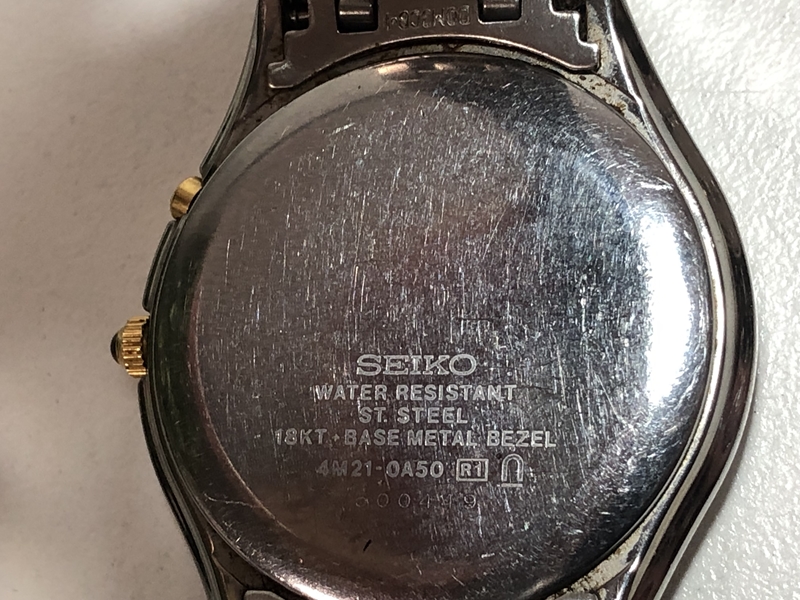 SEIKO
WATER RESISTANT
ST. STEEL
18KT. BASE METAL BEZEL
4M21-0A50 R1